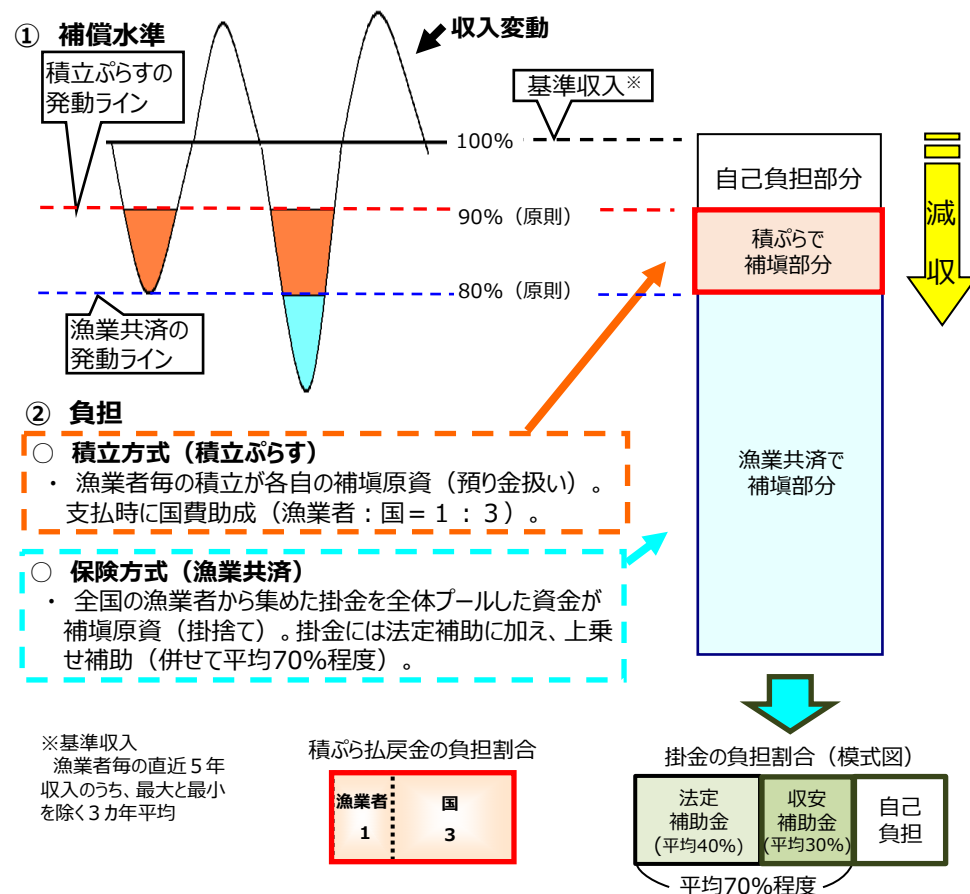 ① 補償水準
積立ぷらすの
発動ライン
収入変動
基準収入※
100%
90%（原則）
80%（原則）
漁業共済の
発動ライン
自己負担部分
積ぷらで
補塡部分
漁業共済で
補塡部分
減
収
② 負担
○ 積立方式（積立ぷらす）
・ 漁業者毎の積立が各自の補塡原資（預り金扱い）。
支払時に国費助成（漁業者：国＝１：３）。
○ 保険方式（漁業共済）
・ 全国の漁業者から集めた掛金を全体プールした資金が
補塡原資（掛捨て）。掛金には法定補助に加え、上乗
せ補助（併せて平均70%程度）。
※基準収入
漁業者毎の直近５年
収入のうち、最大と最小
を除く３カ年平均
積ぷら払戻金の負担割合
漁業者
1
国
3
掛金の負担割合（模式図）
法定
補助金
(平均40%)
収安
補助金
(平均30%)
自己
負担
平均70%程度